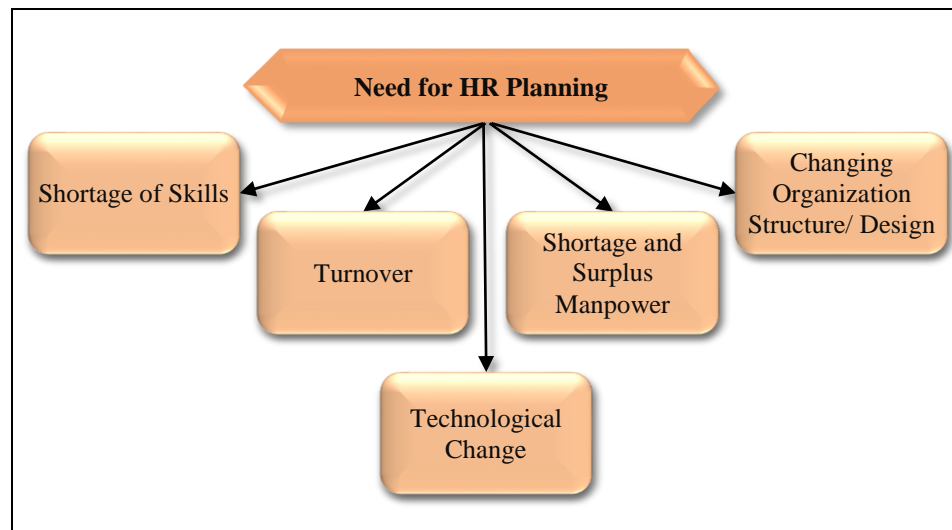 Need for HR Planning
Shortage of Skills
Turnover
Technological
Change
Shortage and
Surplus
Manpower
Changing
Organization
Structure/ Design